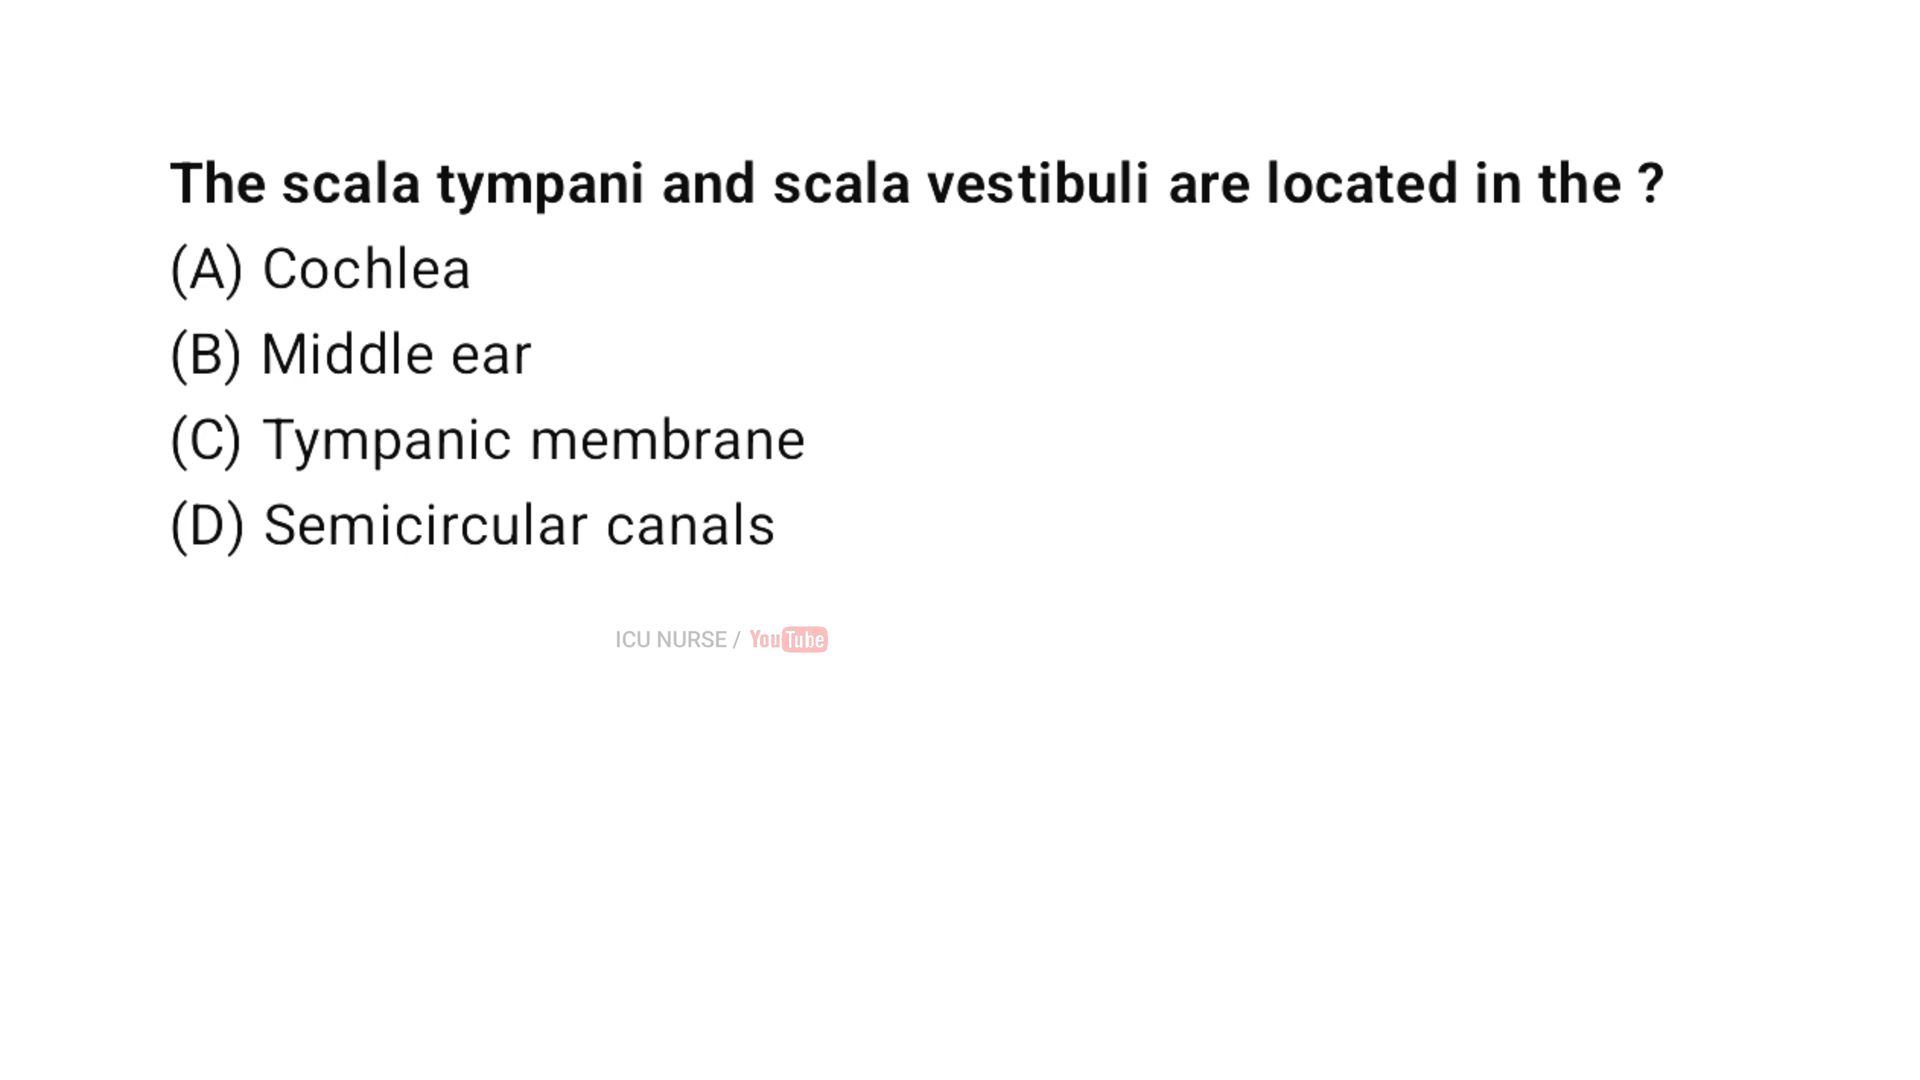 The scala tympani and scala vestibuli are located in the ?
(A) Cochlea
(B) Middle ear
(C) Tympanic membrane
(D) Semicircular canals
ICU NURSE / YouTube